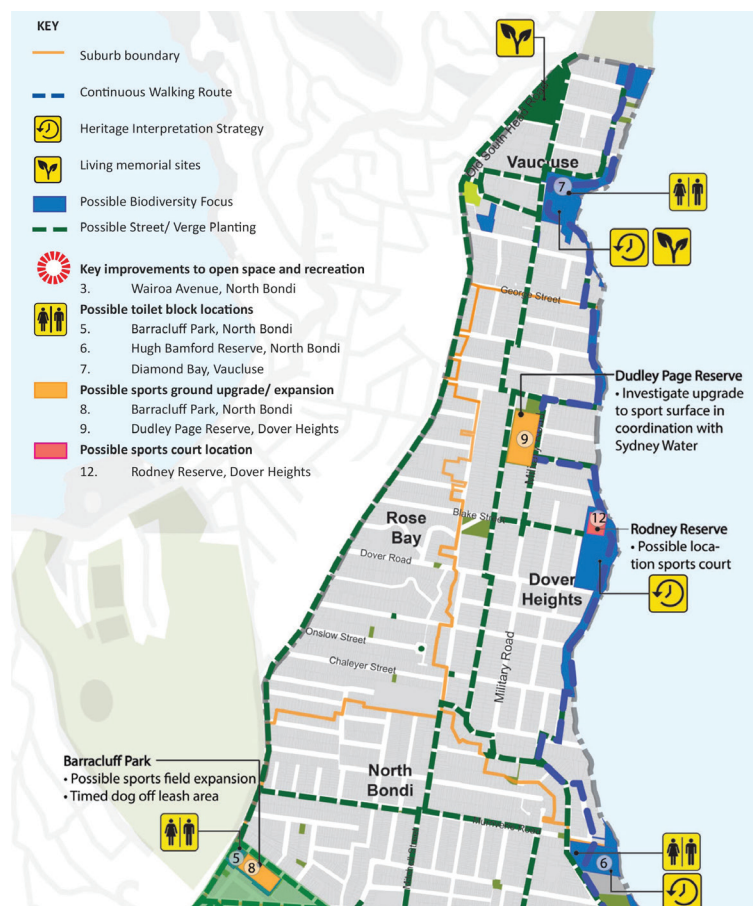 KEY
Suburb boundary
Continuous Walking Route
Heritage Interpretation Strategy
Living memorial sites
Possible Biodiversity Focus
Possible Street/ Verge Planting
Key improvements to open space and recreation
3. Wairoa Avenue, North Bondi
Possible toilet block locations
5. Barracluff Park, North Bondi
6. Hugh Bamford Reserve, North Bondi
7. Diamond Bay, Vaucluse
Possible sports ground upgrade/ expansion
8. Barracluff Park, North Bondi
9. Dudley Page Reserve, Dover Heights
Possible sports court location
12. Rodney Reserve, Dover Heights
Old South Head
Vaucluse
7
George Street
Dudley Page Reserve
• Investigate upgrade
to sport surface in
coordination with
Sydney Water
9
Blake Street
12
Rose
Bay
Rodney Reserve
• Possible loca-
tion sports court
Dover Road
Dover
Heights
Onslow Street
Chaleyer Street
Military Road
Barracluff Park
• Possible sports field expansion
• Timed dog off leash area
North
Bondi
5
8
6